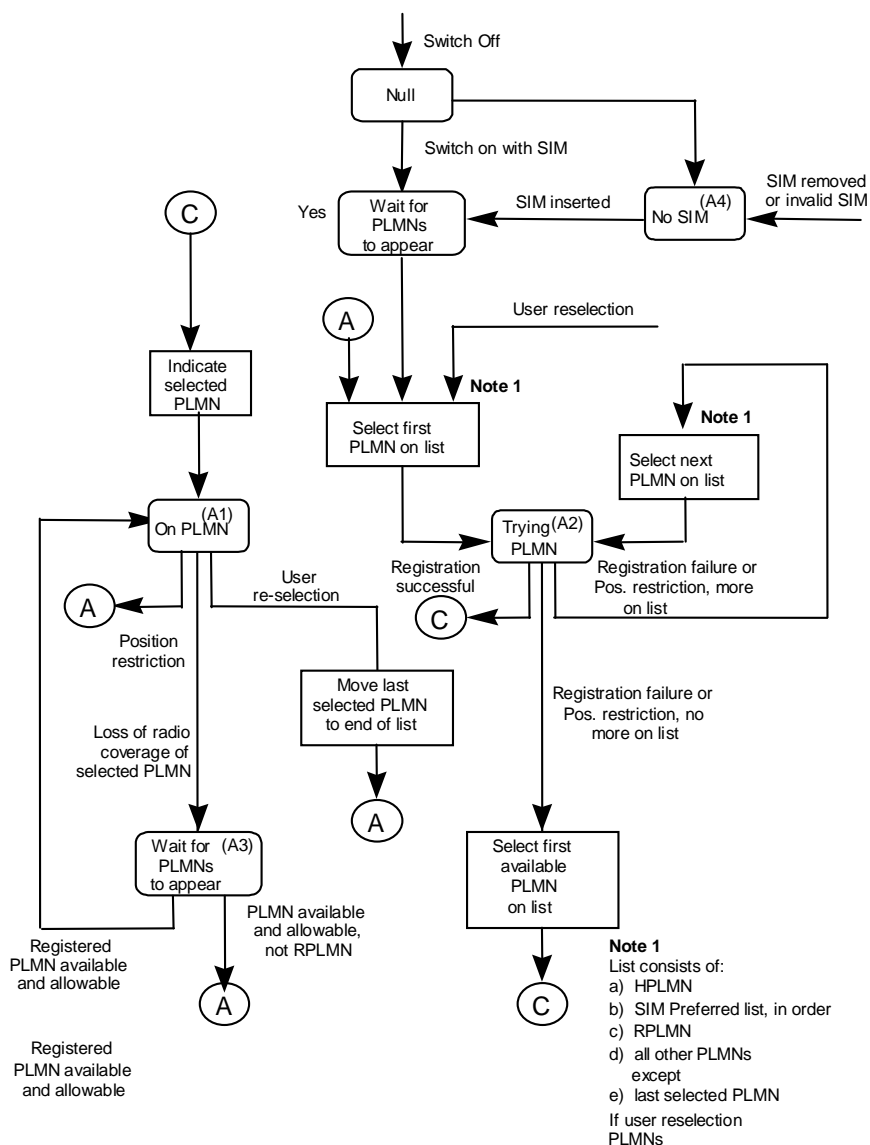 Switch Off
Null
Switch on with SIM
SIM removed
or invalid SIM
C
Yes
Wait for
PLMNs
to appear
SIM inserted
No SIM (A4)
A
User reselection
Indicate
selected
PLMN
Note 1
Note 1
Select first
PLMN on list
Select next
PLMN on list
On PLMN (A1)
Trying (A2)
PLMN
User
re-selection
Registration
successful
Registration failure or
Pos. restriction, more
on list
A
C
Position
restriction
Move last
selected PLMN
to end of list
Registration failure or
Pos. restriction, no
more on list
Loss of radio
coverage of
selected PLMN
A
Wait for (A3)
PLMNs
to appear
Select first
available
PLMN
on list
PLMN available
and allowable,
not RPLMN
Registered
PLMN available
and allowable
A
C
Note 1
List consists of:
a) HPLMN
b) SIM Preferred list, in order
c) RPLMN
d) all other PLMNs
except
e) last selected PLMN
If user reselection
PLMNs
Registered
PLMN available
and allowable